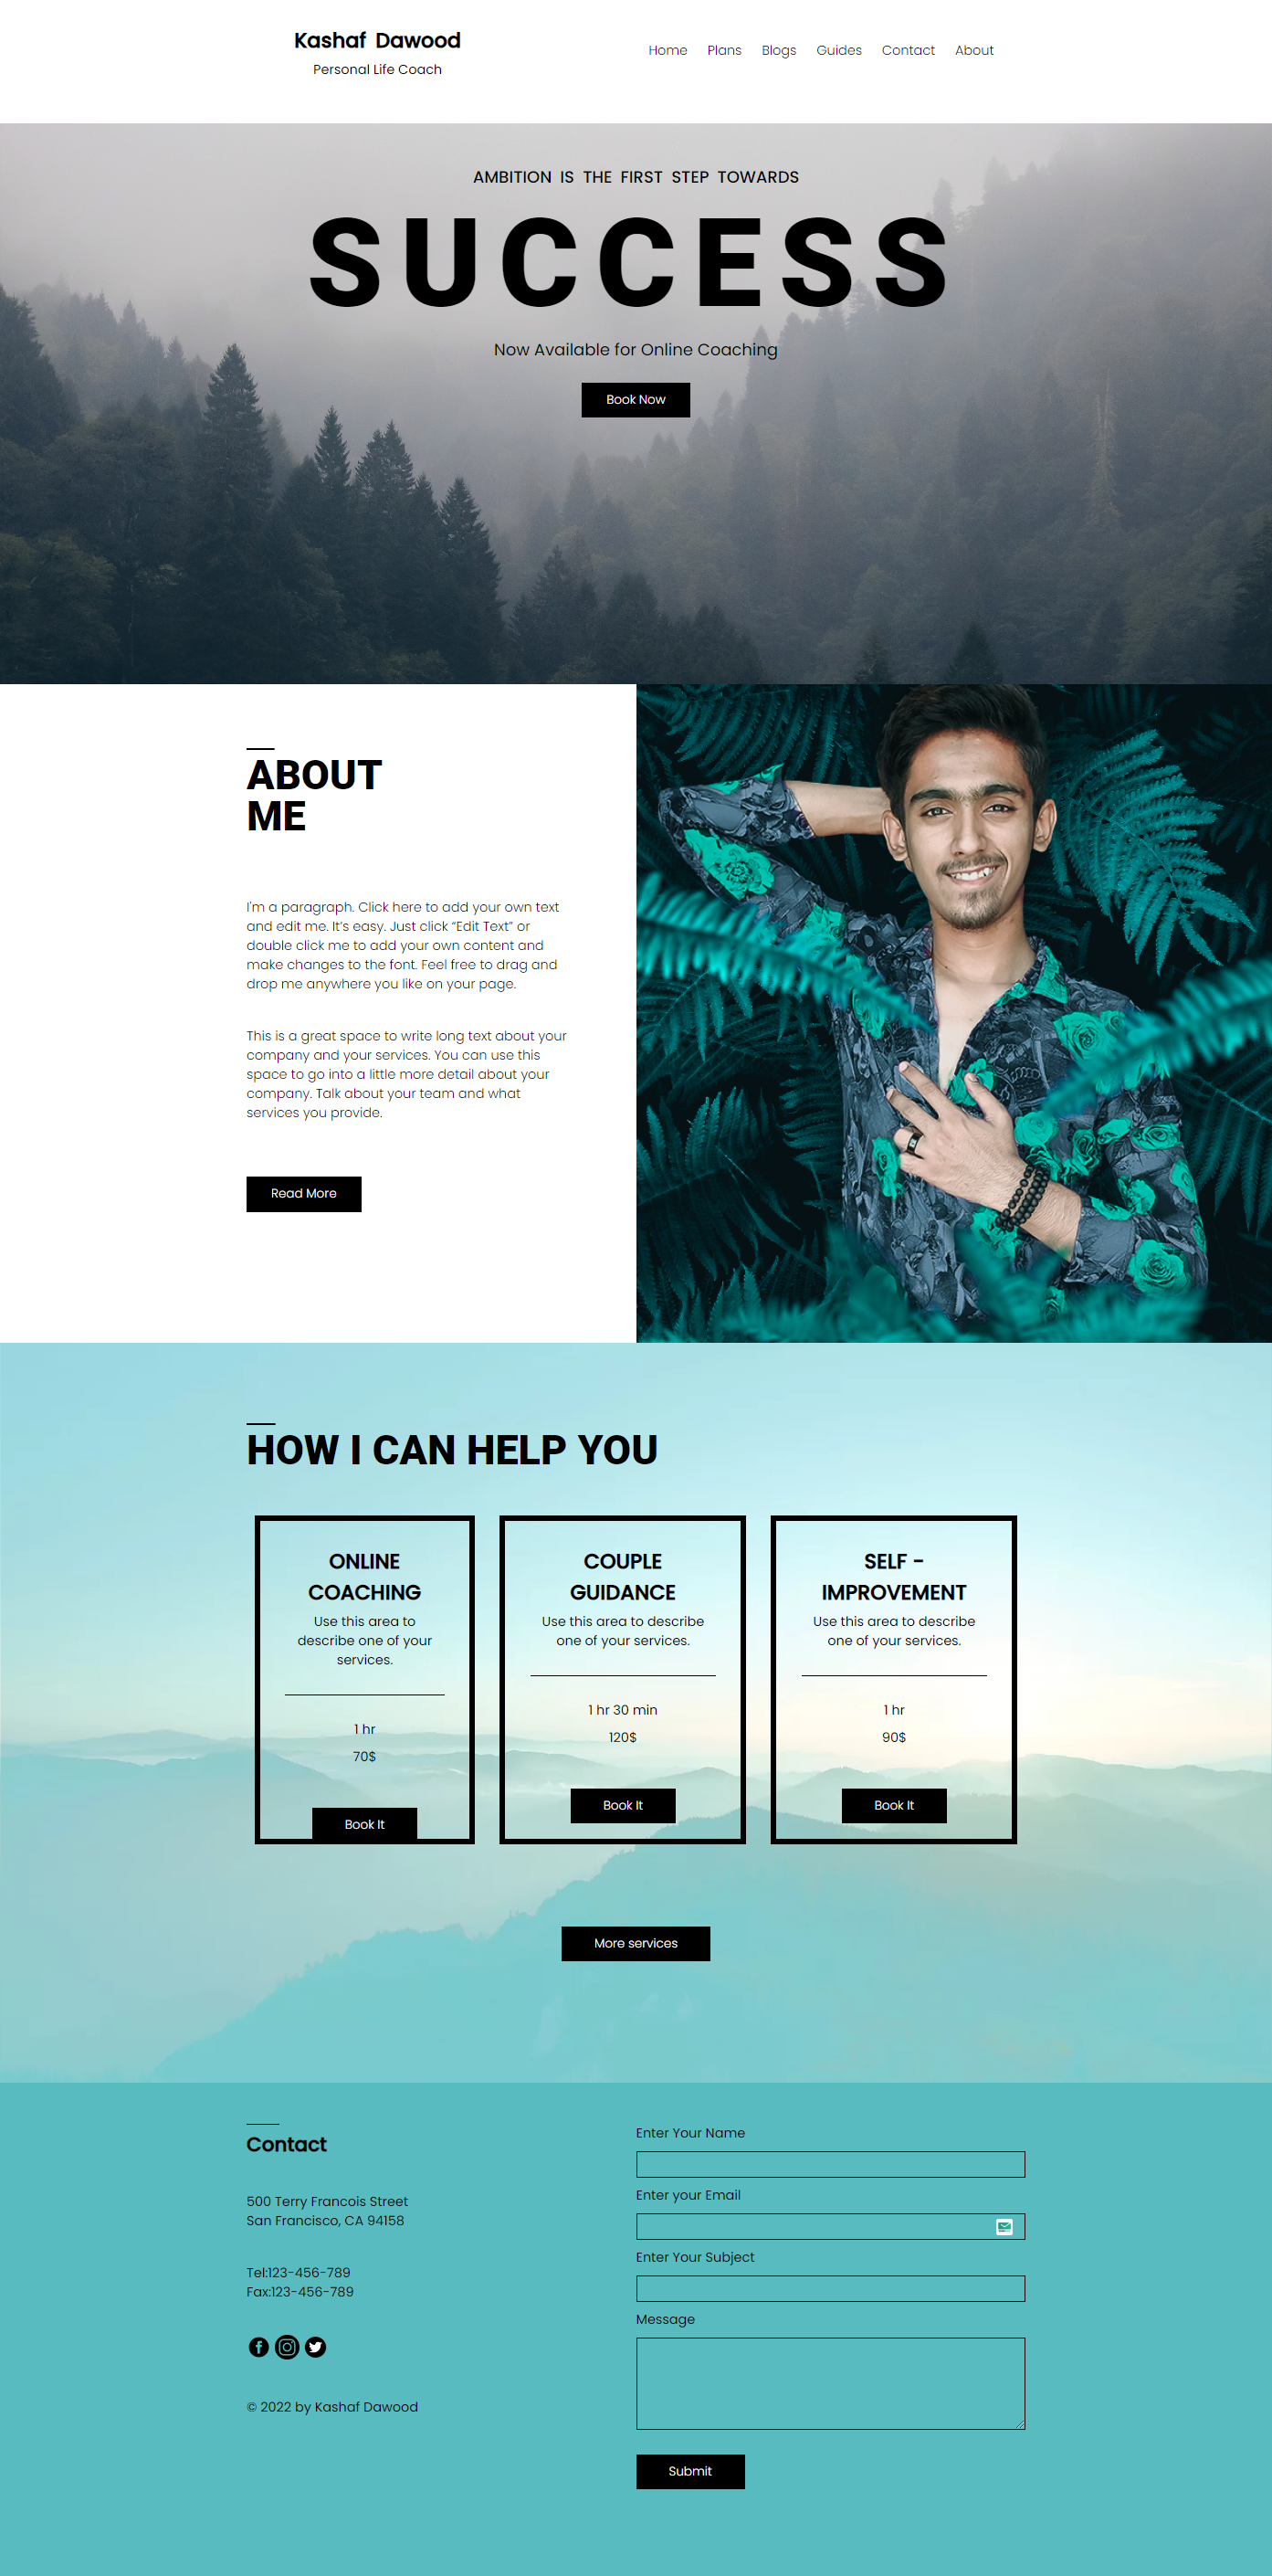 Kashaf Dawood
Personal Life Coach
Home Plans Blogs Guides Contact About
AMBITION IS THE FIRST STEP TOWARDS
SUCCESS
Now Available for Online Coaching
Book Now
ABOUT
ME
I'm a paragraph. Click here to add your own text
and edit me. It's easy. Just click “Edit Text” or
double click me to add your own content and
make changes to the font. Feel free to drag and
drop me anywhere you like on your page.
This is a great space to write long text about your
company and your services. You can use this
space to go into a little more detail about your
company. Talk about your team and what
services you provide.
Read More
HOW I CAN HELP YOU
ONLINE
COACHING
Use this area to
describe one of your
services.
1 hr
70$
Book It
COUPLE
GUIDANCE
Use this area to describe
one of your services.
1 hr 30 min
120$
Book It
SELF -
IMPROVEMENT
Use this area to describe
one of your services.
1 hr
90$
Book It
More services
Contact
500 Terry Francois Street
San Francisco, CA 94158
Tel:123-456-789
Fax:123-456-789
© 2022 by Kashaf Dawood
Enter Your Name
Enter your Email
Enter Your Subject
Message
Submit